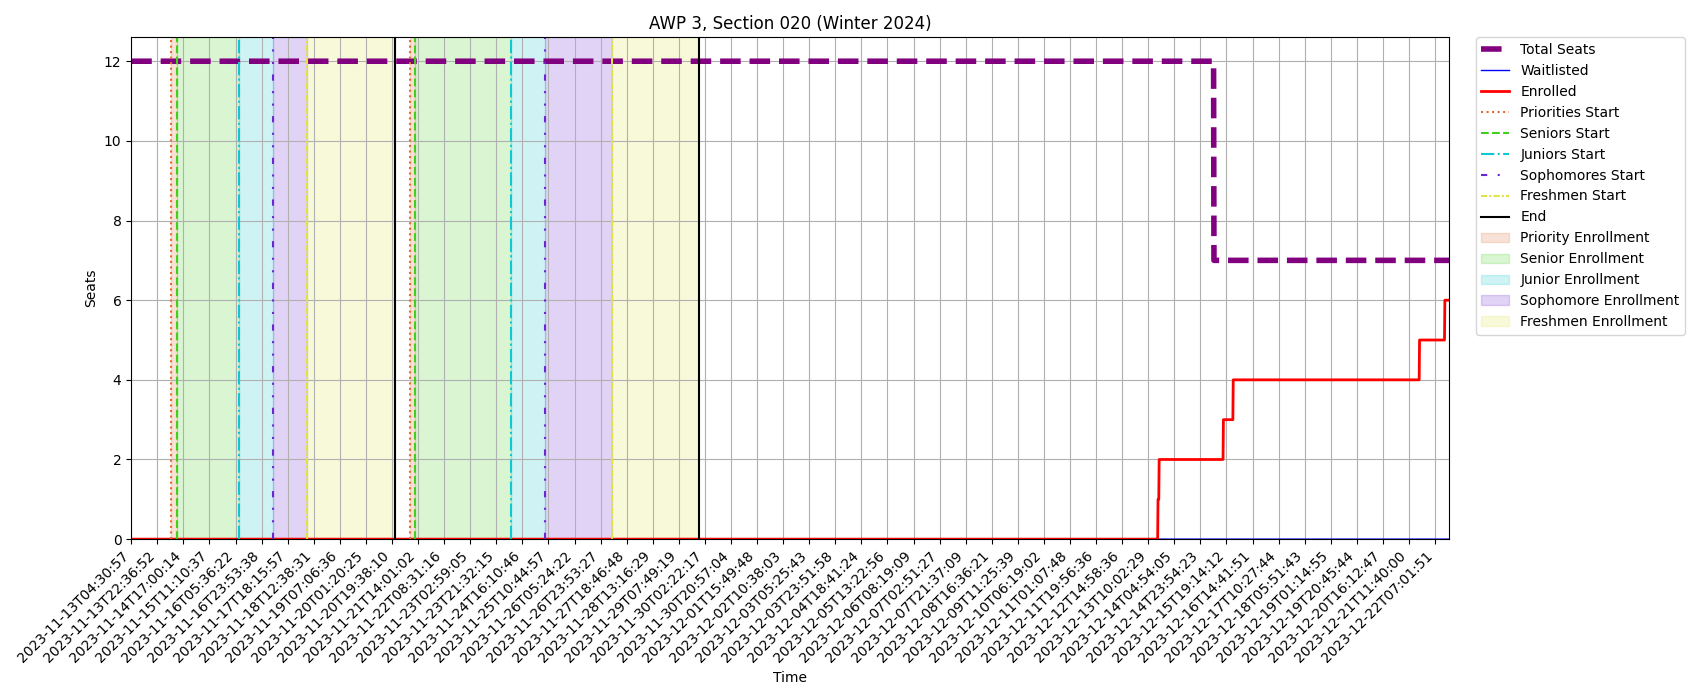 AWP 3, Section 020 (Winter 2024)
Total Seats
Waitlisted
Enrolled
Priorities Start
Seniors Start
Juniors Start
Sophomores Start
Freshmen Start
End
Priority Enrollment
Senior Enrollment
Junior Enrollment
Sophomore Enrollment
Freshmen Enrollment
Seats
12
10
8
6
4
2
0
2023-11-13T04:30:57
2023-11-13T22:36:52
2023-11-14T17:00:14
2023-11-15T11:10:37
2023-11-16T05:36:22
2023-11-16T23:53:38
2023-11-17T18:15:57
2023-11-18T12:38:31
2023-11-19T07:06:36
2023-11-20T01:20:25
2023-11-20T19:38:10
2023-11-21T14:01:02
2023-11-22T08:31:16
2023-11-23T02:59:05
2023-11-23T21:32:15
2023-11-24T16:10:46
2023-11-25T10:44:57
2023-11-26T05:24:22
2023-11-26T23:53:27
2023-11-27T18:46:48
2023-11-28T13:16:29
2023-11-29T07:49:19
2023-11-30T02:22:17
2023-11-30T20:57:04
2023-12-01T15:49:48
2023-12-02T10:38:03
2023-12-03T05:25:43
2023-12-03T23:51:58
2023-12-04T18:41:24
2023-12-05T13:22:56
2023-12-06T08:19:09
2023-12-07T02:51:27
2023-12-07T21:37:09
2023-12-08T16:36:21
2023-12-09T11:25:39
2023-12-10T06:19:02
2023-12-11T01:07:48
2023-12-11T19:56:36
2023-12-12T14:58:36
2023-12-13T10:02:29
2023-12-14T04:54:05
2023-12-14T23:54:23
2023-12-15T19:14:12
2023-12-16T14:41:51
2023-12-17T10:27:44
2023-12-18T05:51:43
2023-12-19T01:14:55
2023-12-19T20:45:44
2023-12-20T16:12:47
2023-12-21T11:40:00
2023-12-22T07:01:51
Time